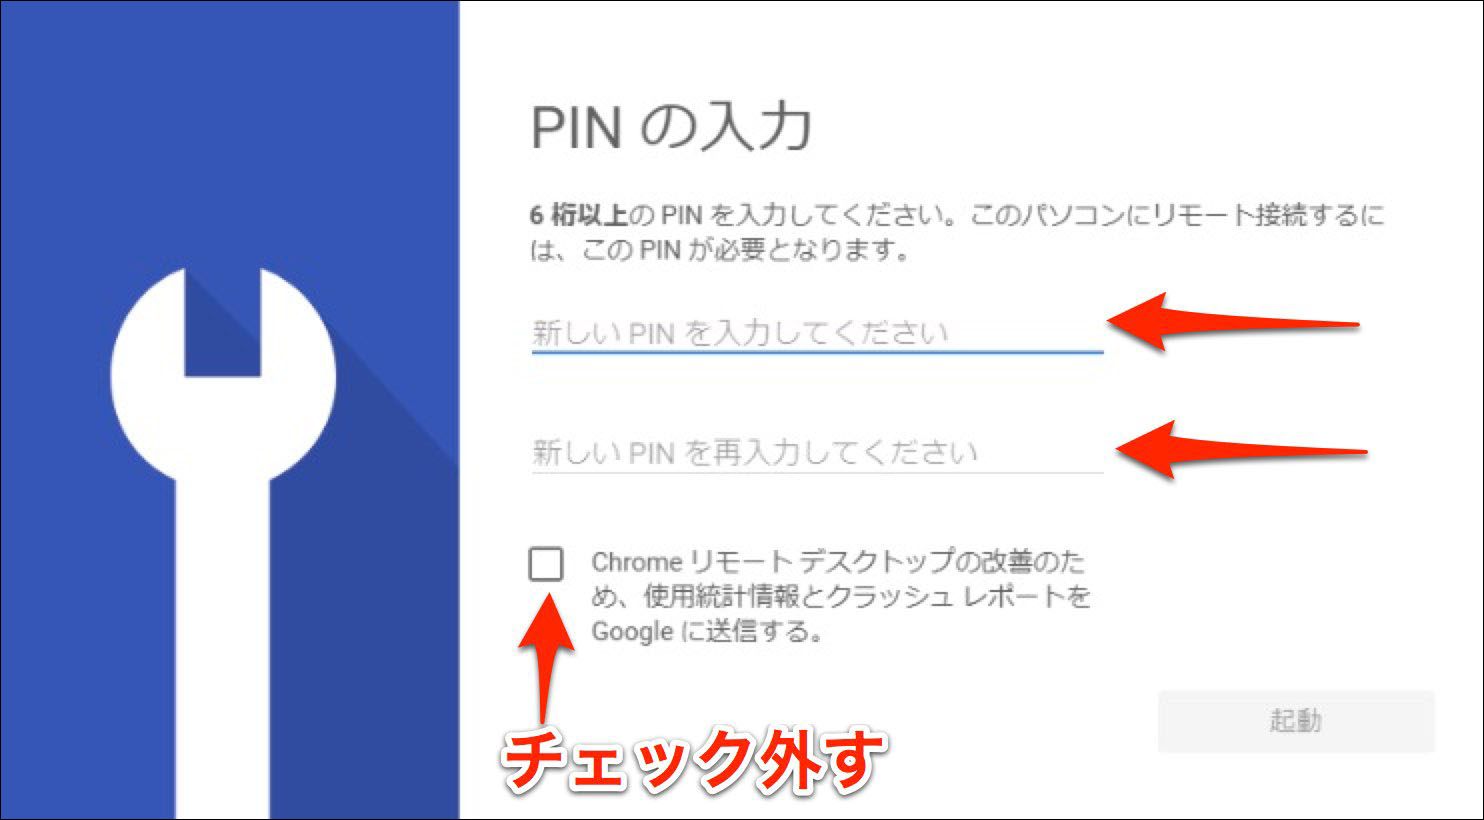 PIN の入力
6 桁以上の PIN を入力してください。このパソコンにリモート接続するに
は、この PIN が必要となります。
新しい PIN を入力してください
新しい PIN を再入力してください
Chrome リモート デスクトップの改善のた
め、使用統計情報とクラッシュ レポートを
Google に送信する。
起動
チェック外す